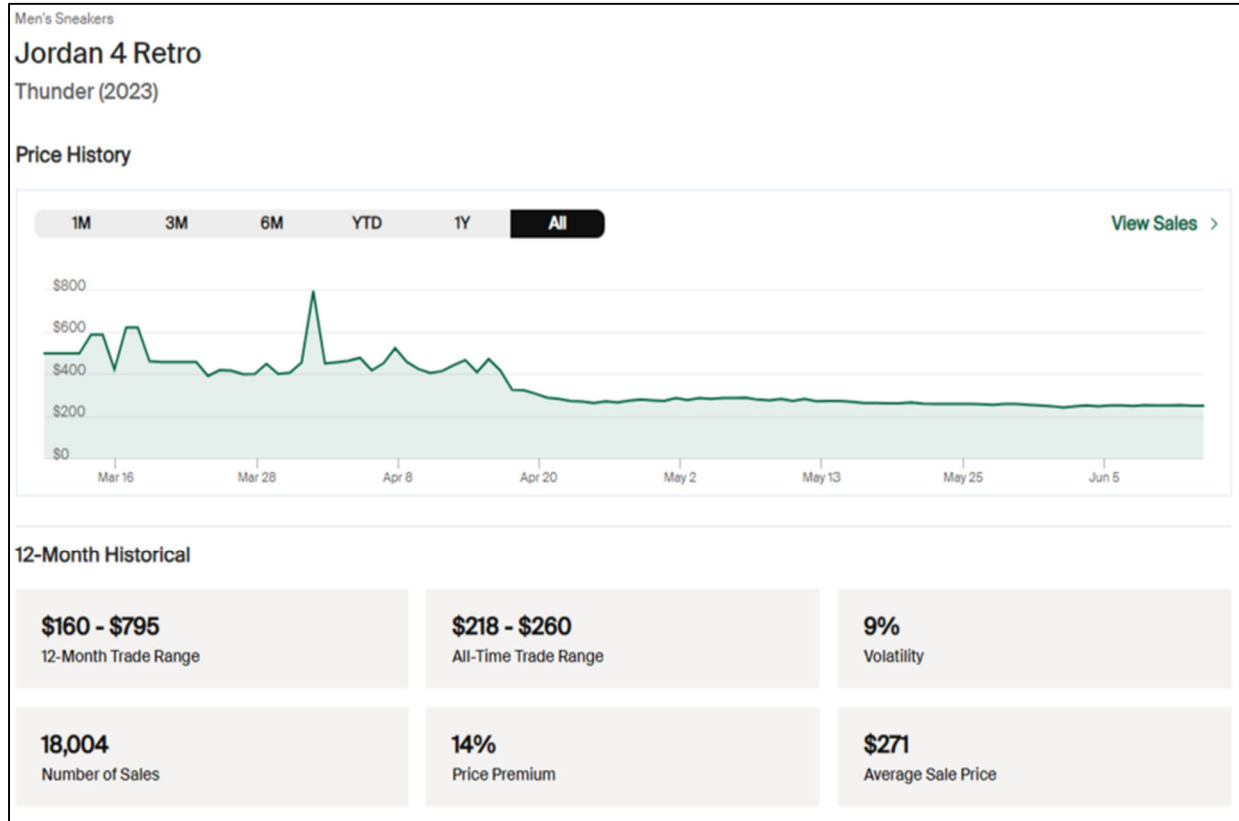 Men's Sneakers
Jordan 4 Retro
Thunder (2023)
Price History
1M 3M 6M YTD 1Y All
View Sales >
$800
$600
$400
$200
$0
Mar 16 Mar 28 Apr 8 Apr 20 May 2 May 13 May 25 Jun 5
12-Month Historical
$160 - $795
12-Month Trade Range
$218 - $260
All-Time Trade Range
9%
Volatility
18,004
Number of Sales
14%
Price Premium
$271
Average Sale Price